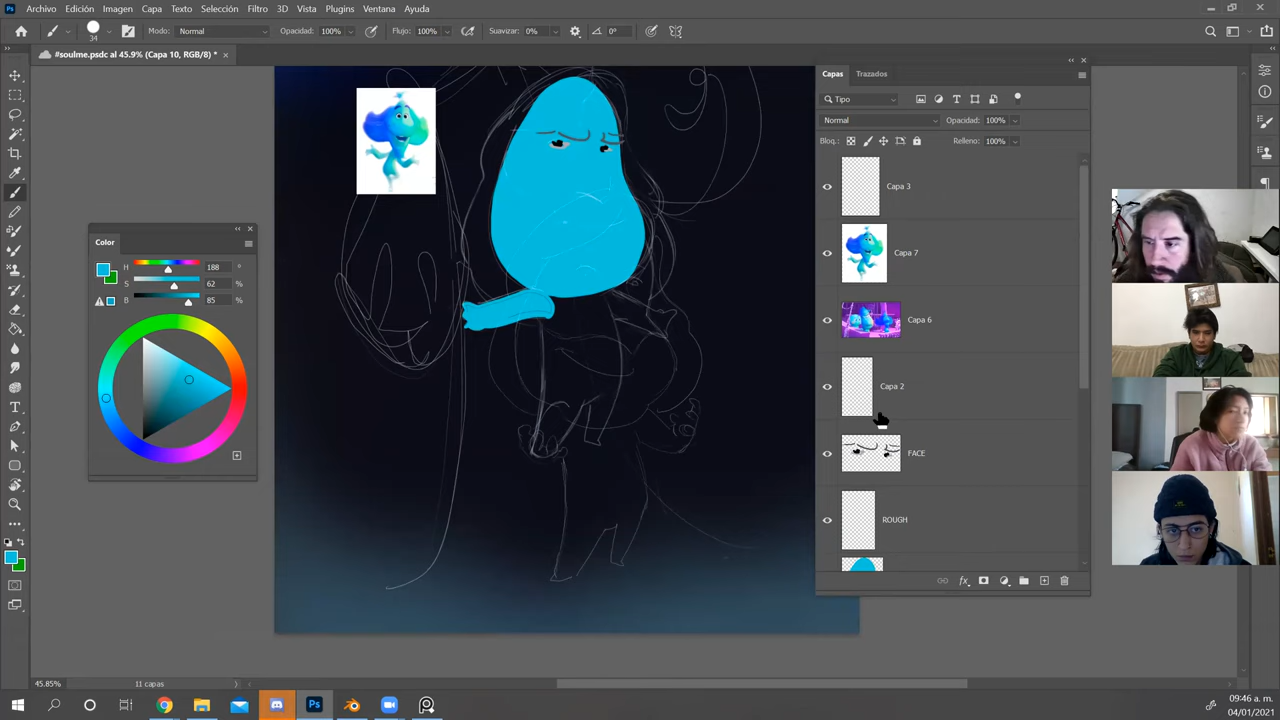 Archivo Edición Imagen Capa Texto Selección Filtro 3D Vista Plugins Ventana Ayuda
34 Modo: Normal Opacidad: 100% Flujo: 100% Suavizar: 0% 0°
#soulme.psdc al 45.9% (Capa 10, RGB/8) * ×
Capas Trazados
Tipo
Normal Opacidad: 100%
Bloq.: Relleno: 100%
Capa 3
Capa 7
Capa 6
Capa 2
FACE
ROUGH
Color
H 188 °
S 62 %
B 85 %
45.85% 11 capas
09:46 a. m.
04/01/2021